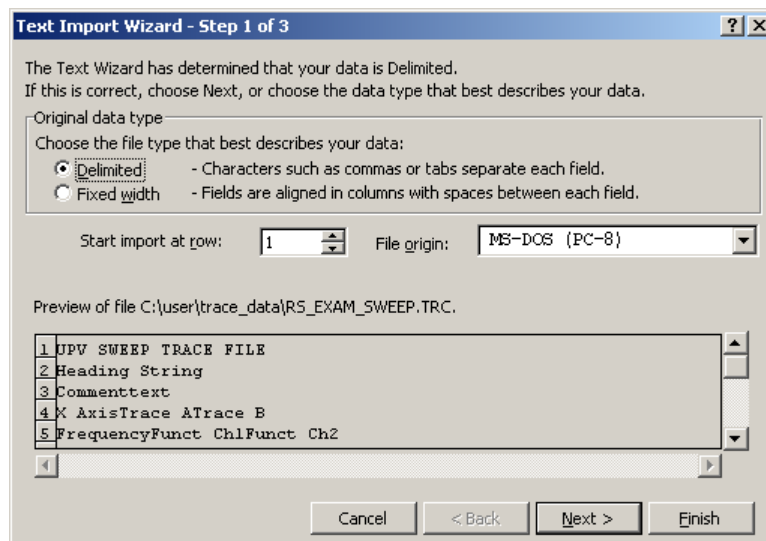 Text Import Wizard - Step 1 of 3
The Text Wizard has determined that your data is Delimited.
If this is correct, choose Next, or choose the data type that best describes your data.
Original data type
Choose the file type that best describes your data:
Delimited - Characters such as commas or tabs separate each field.
Fixed width - Fields are aligned in columns with spaces between each field.
Start import at row: 1 File origin: MS-DOS (PC-8)
Preview of file C:\user\trace_data\RS_EXAM_SWEEP.TRC.
1 UPV SWEEP TRACE FILE
2 Heading String
3 Commenttext
4 X AxisTrace ATrace B
5 FrequencyFunct Ch1Funct Ch2
Cancel < Back Next > Finish